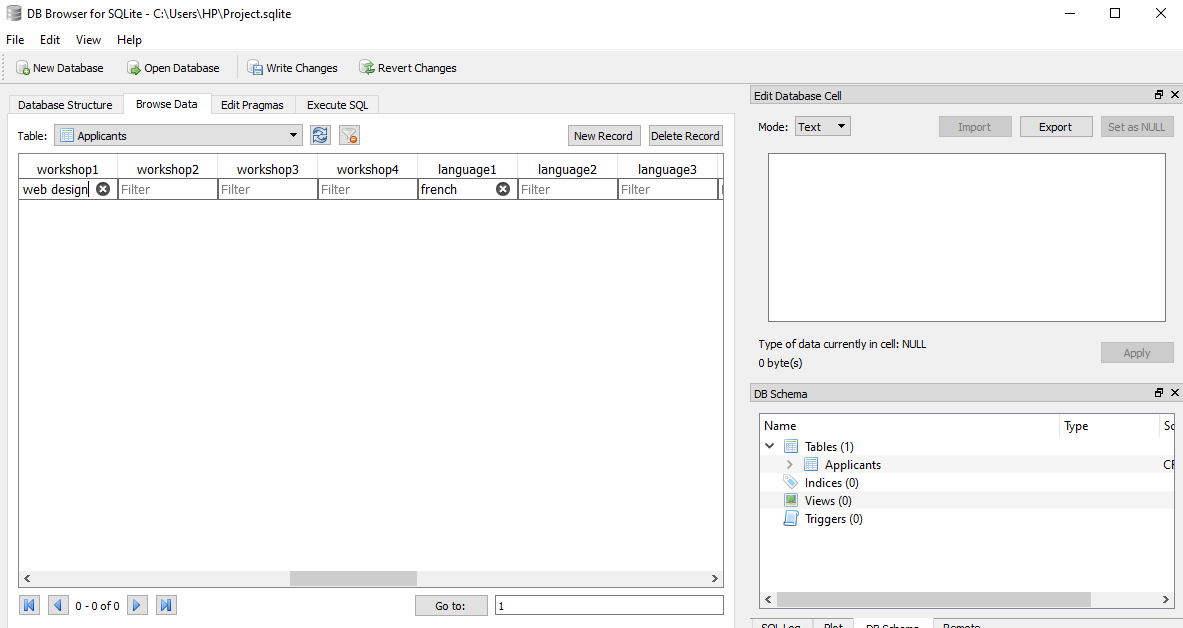 DB Browser for SQLite - C:\Users\HP\Project.sqlite
File Edit View Help
New Database Open Database Write Changes Revert Changes
Database Structure Browse Data Edit Pragmas Execute SQL
Table: Applicants New Record Delete Record
workshop1 workshop2 workshop3 workshop4 language1 language2 language3
web design Filter Filter Filter french Filter Filter
0 - 0 of 0 Go to: 1
Edit Database Cell
Mode: Text Import Export Set as NULL
Type of data currently in cell: NULL
0 byte(s)
Apply
DB Schema
Name Type Sc
Tables (1)
Applicants CF
Indices (0)
Views (0)
Triggers (0)
SQL Log Plot DB Schema Remote